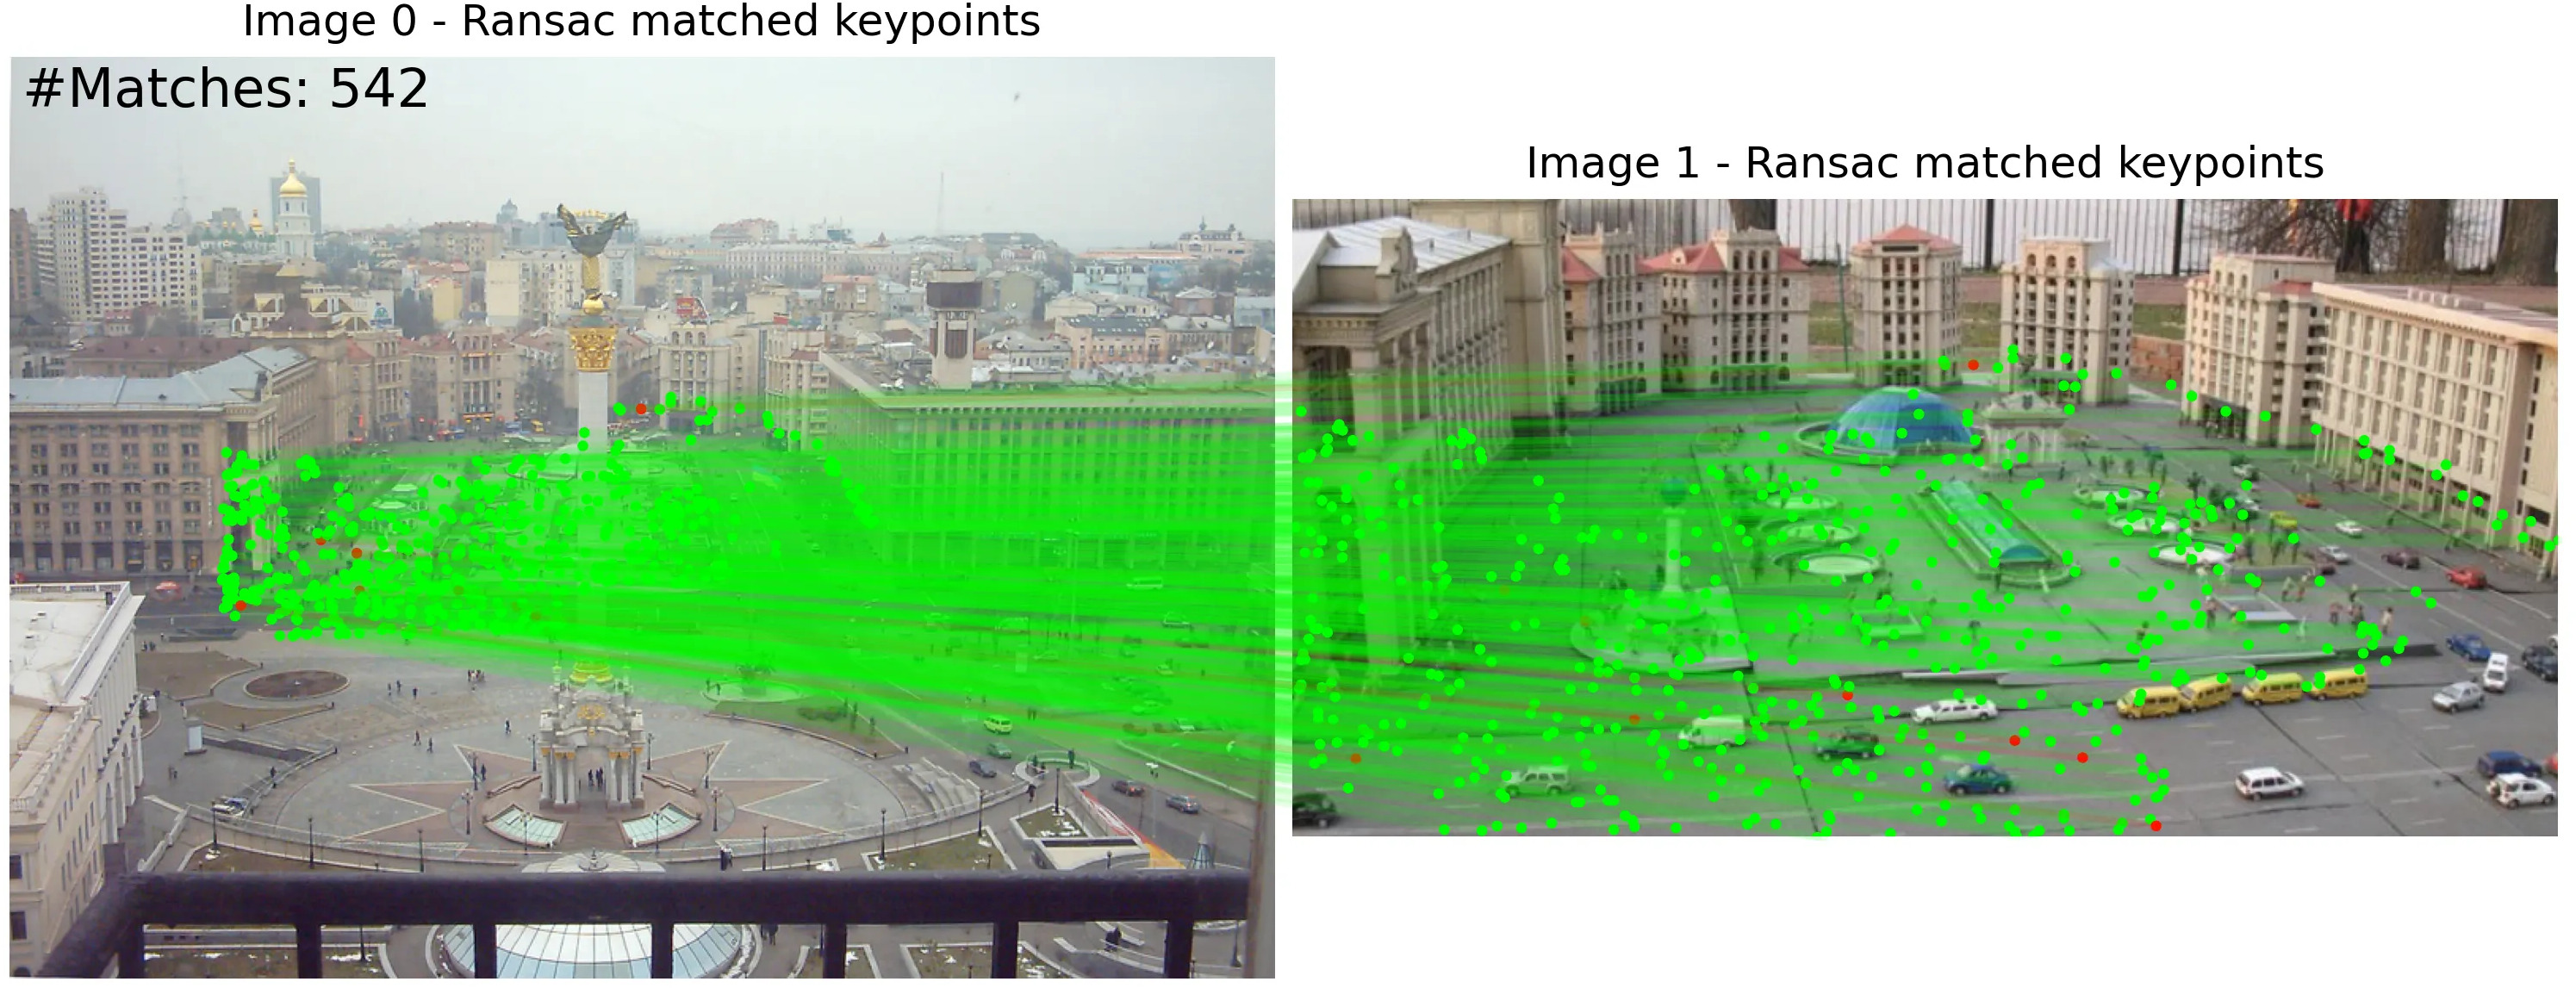 Image 0 - Ransac matched keypoints
#Matches: 542
Image 1 - Ransac matched keypoints